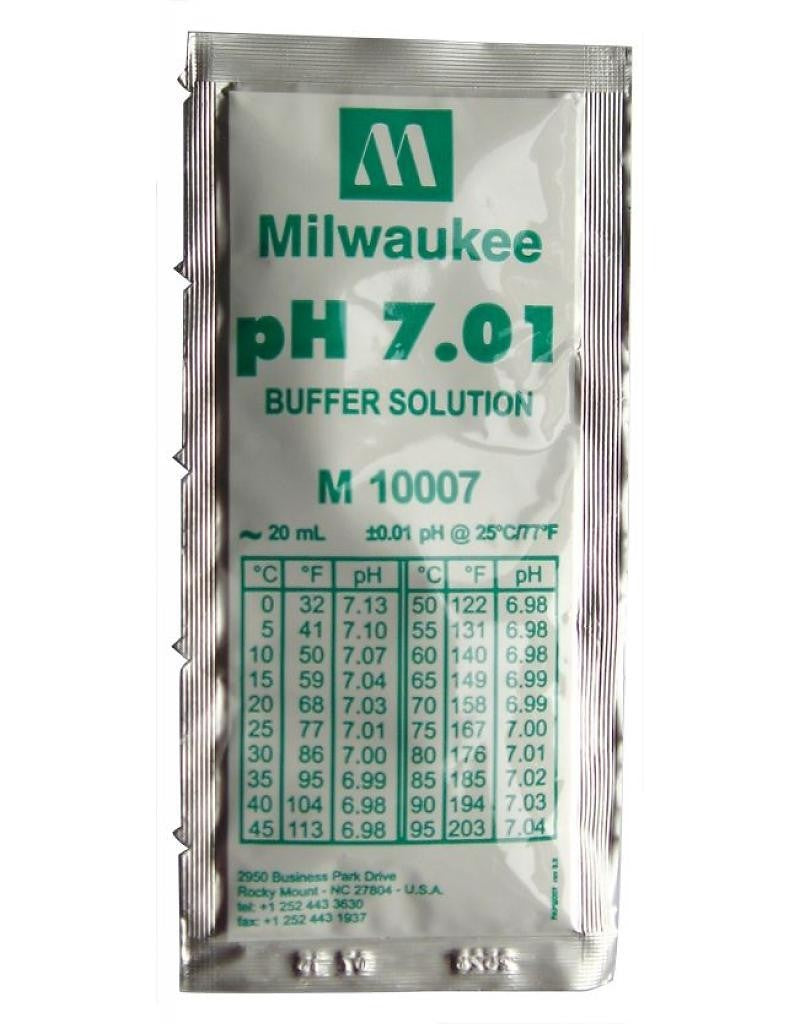 M
Milwaukee
pH 7.01
BUFFER SOLUTION
M 10007
~ 20 mL ±0.01 pH @ 25°C/77°F
°C °F pH °C °F pH
0 32 7.13 50 122 6.98
5 41 7.10 55 131 6.98
10 50 7.07 60 140 6.98
15 59 7.04 65 149 6.99
20 68 7.03 70 158 6.99
25 77 7.01 75 167 7.00
30 86 7.00 80 176 7.01
35 95 6.99 85 185 7.02
40 104 6.98 90 194 7.03
45 113 6.98 95 203 7.04
2950 Business Park Drive
Rocky Mount - NC 27804 - U.S.A.
tel: +1 252 443 3630
fax: +1 252 443 1937